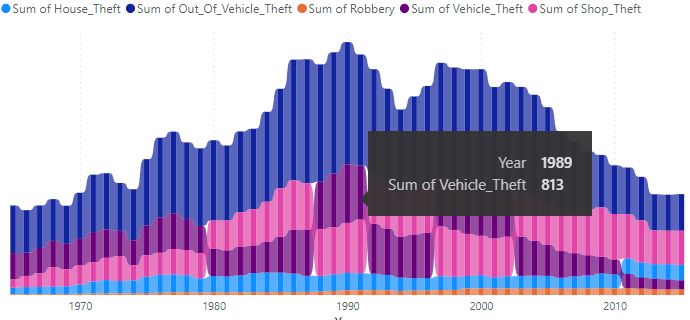 Sum of House_Theft Sum of Out_Of_Vehicle_Theft Sum of Robbery Sum of Vehicle_Theft Sum of Shop_Theft
Year 1989
Sum of Vehicle_Theft 813
1970 1980 1990 2000 2010